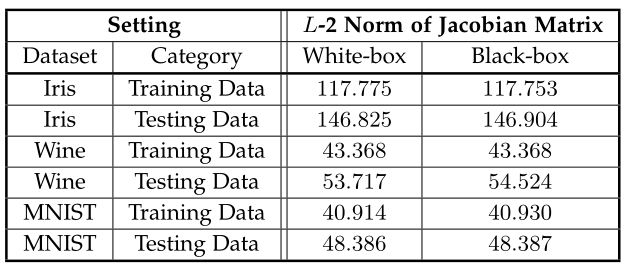 Setting L-2 Norm of Jacobian Matrix
Dataset Category White-box Black-box
Iris Training Data 117.775 117.753
Iris Testing Data 146.825 146.904
Wine Training Data 43.368 43.368
Wine Testing Data 53.717 54.524
MNIST Training Data 40.914 40.930
MNIST Testing Data 48.386 48.387